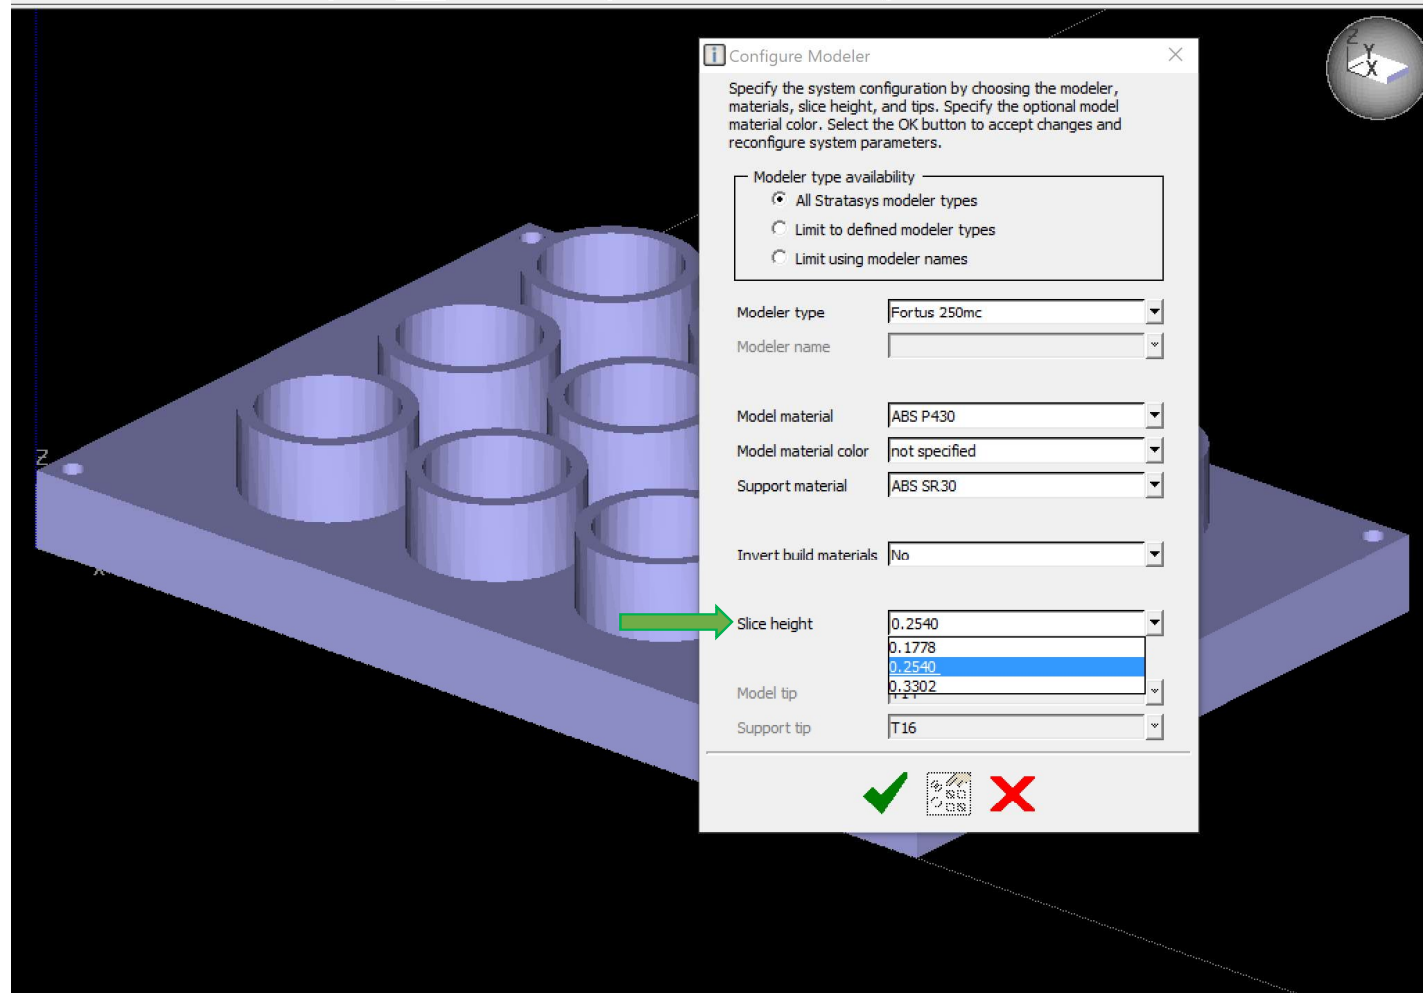 Configure Modeler
Specify the system configuration by choosing the modeler,
materials, slice height, and tips. Specify the optional model
material color. Select the OK button to accept changes and
reconfigure system parameters.
Modeler type availability
All Stratasys modeler types
Limit to defined modeler types
Limit using modeler names
Modeler type Fortus 250mc
Modeler name
Model material ABS P430
Model material color not specified
Support material ABS SR30
Invert build materials No
Slice height 0.2540
0.1778
0.2540
0.3302
Model tip
Support tip T16
Z
Y
X
Z
X